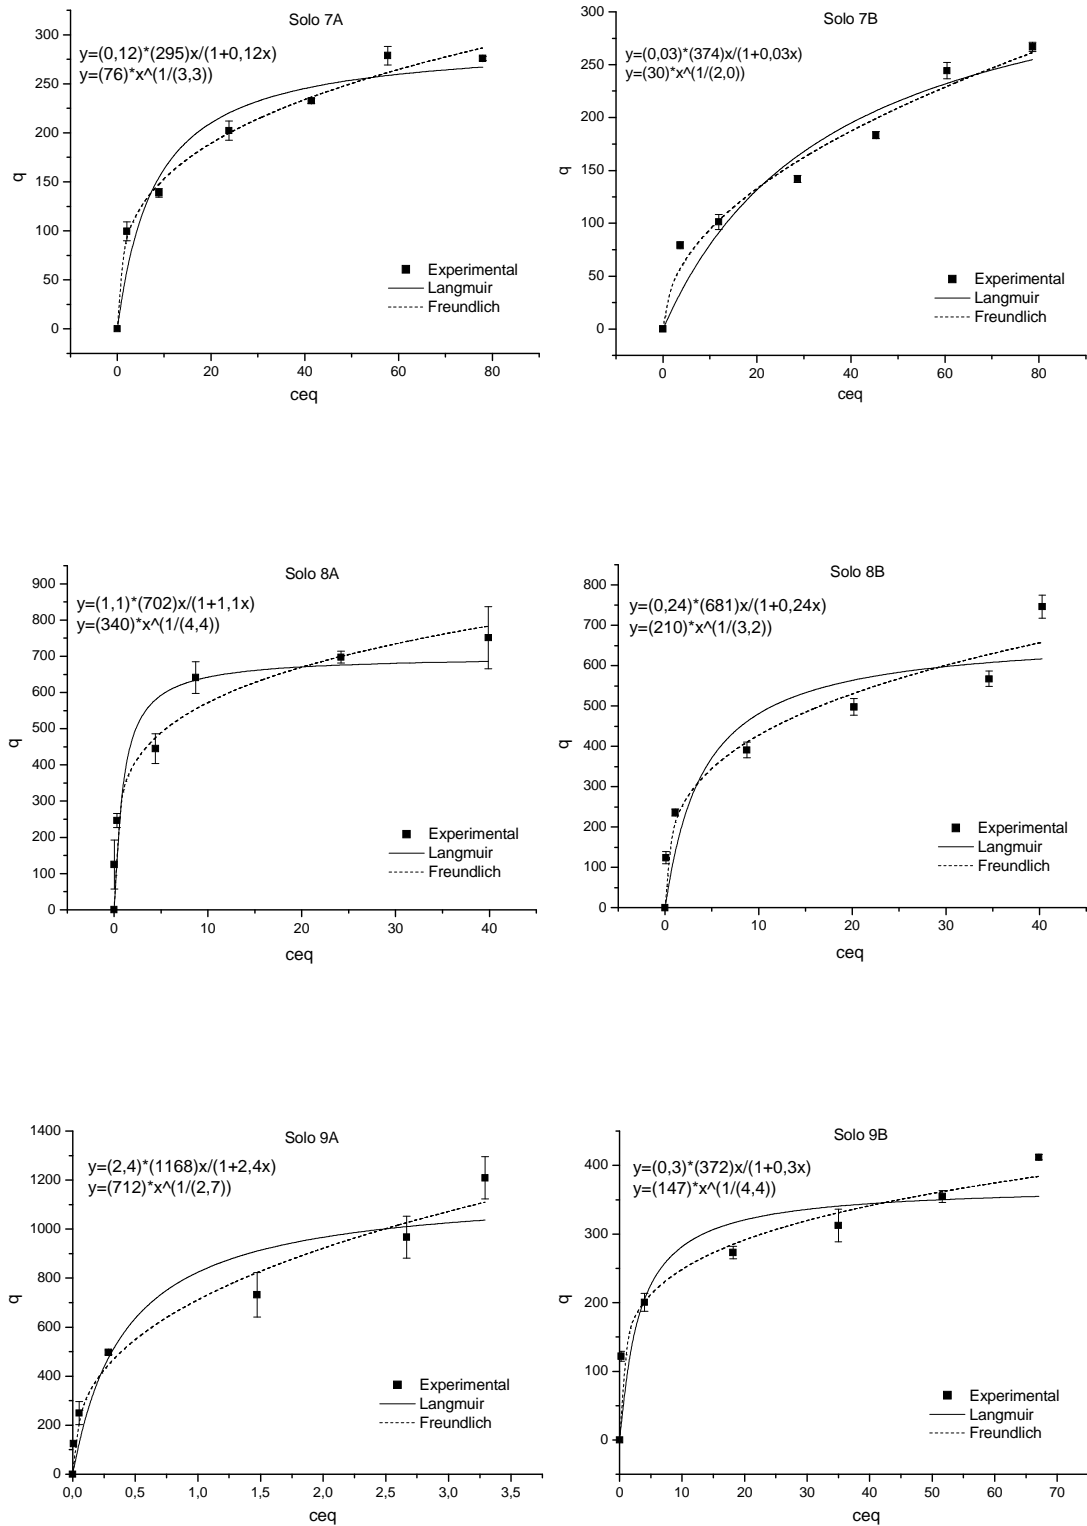 Solo 7A
y=(0,12)*(295)x/(1+0,12x)
y=(76)*x^(1/(3,3))
300
250
200
150
100
50
0
q
Experimental
Langmuir
Freundlich
0 20 40 60 80
ceq
Solo 7B
y=(0,03)*(374)x/(1+0,03x)
y=(30)*x^(1/(2,0))
300
250
200
150
100
50
0
q
Experimental
Langmuir
Freundlich
0 20 40 60 80
ceq
Solo 8A
y=(1,1)*(702)x/(1+1,1x)
y=(340)*x^(1/(4,4))
900
800
700
600
500
400
300
200
100
0
q
Experimental
Langmuir
Freundlich
0 10 20 30 40
ceq
Solo 8B
y=(0,24)*(681)x/(1+0,24x)
y=(210)*x^(1/(3,2))
800
700
600
500
400
300
200
100
0
q
Experimental
Langmuir
Freundlich
0 10 20 30 40
ceq
Solo 9A
y=(2,4)*(1168)x/(1+2,4x)
y=(712)*x^(1/(2,7))
1400
1200
1000
800
600
400
200
0
q
Experimental
Langmuir
Freundlich
0,0 0,5 1,0 1,5 2,0 2,5 3,0 3,5
ceq
Solo 9B
y=(0,3)*(372)x/(1+0,3x)
y=(147)*x^(1/(4,4))
400
300
200
100
0
q
Experimental
Langmuir
Freundlich
0 10 20 30 40 50 60 70
ceq